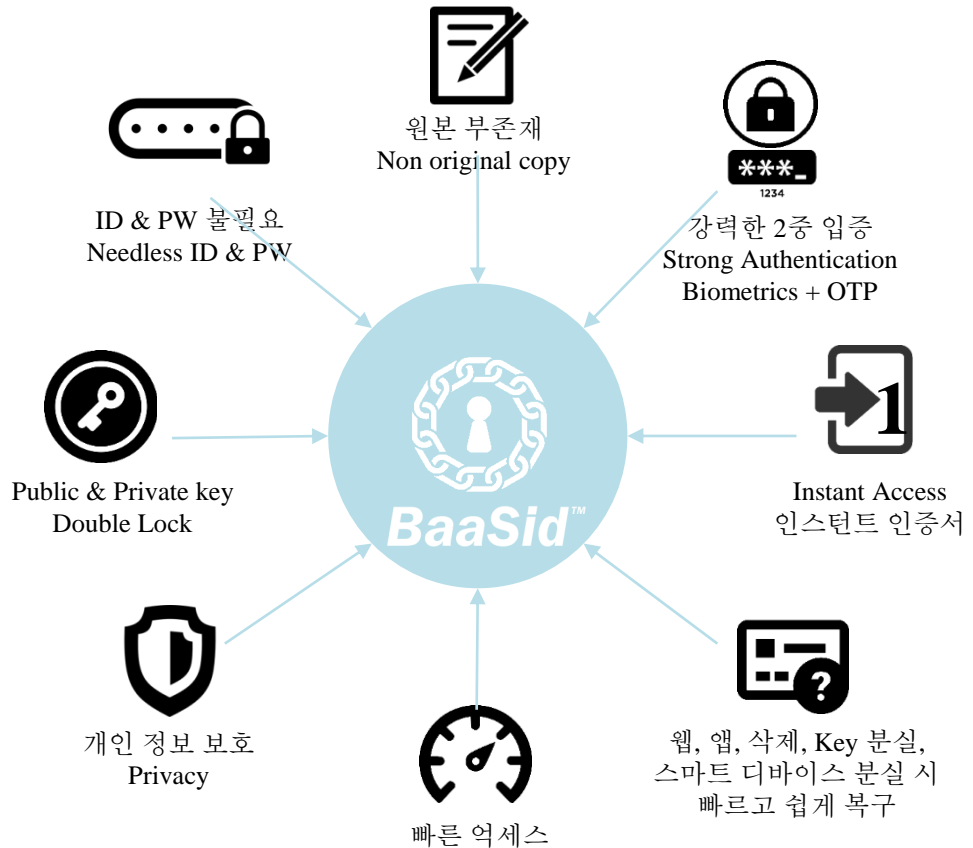 원본 부존재
Non original copy
ID & PW 불필요
Needless ID & PW
***_
1234
강력한 2중 입증
Strong Authentication
Biometrics + OTP
1
Public & Private key
Double Lock
BaaSid™
Instant Access
인스턴트 인증서
개인 정보 보호
Privacy
?
웹, 앱, 삭제, Key 분실,
스마트 디바이스 분실 시
빠르고 쉽게 복구
빠른 억세스